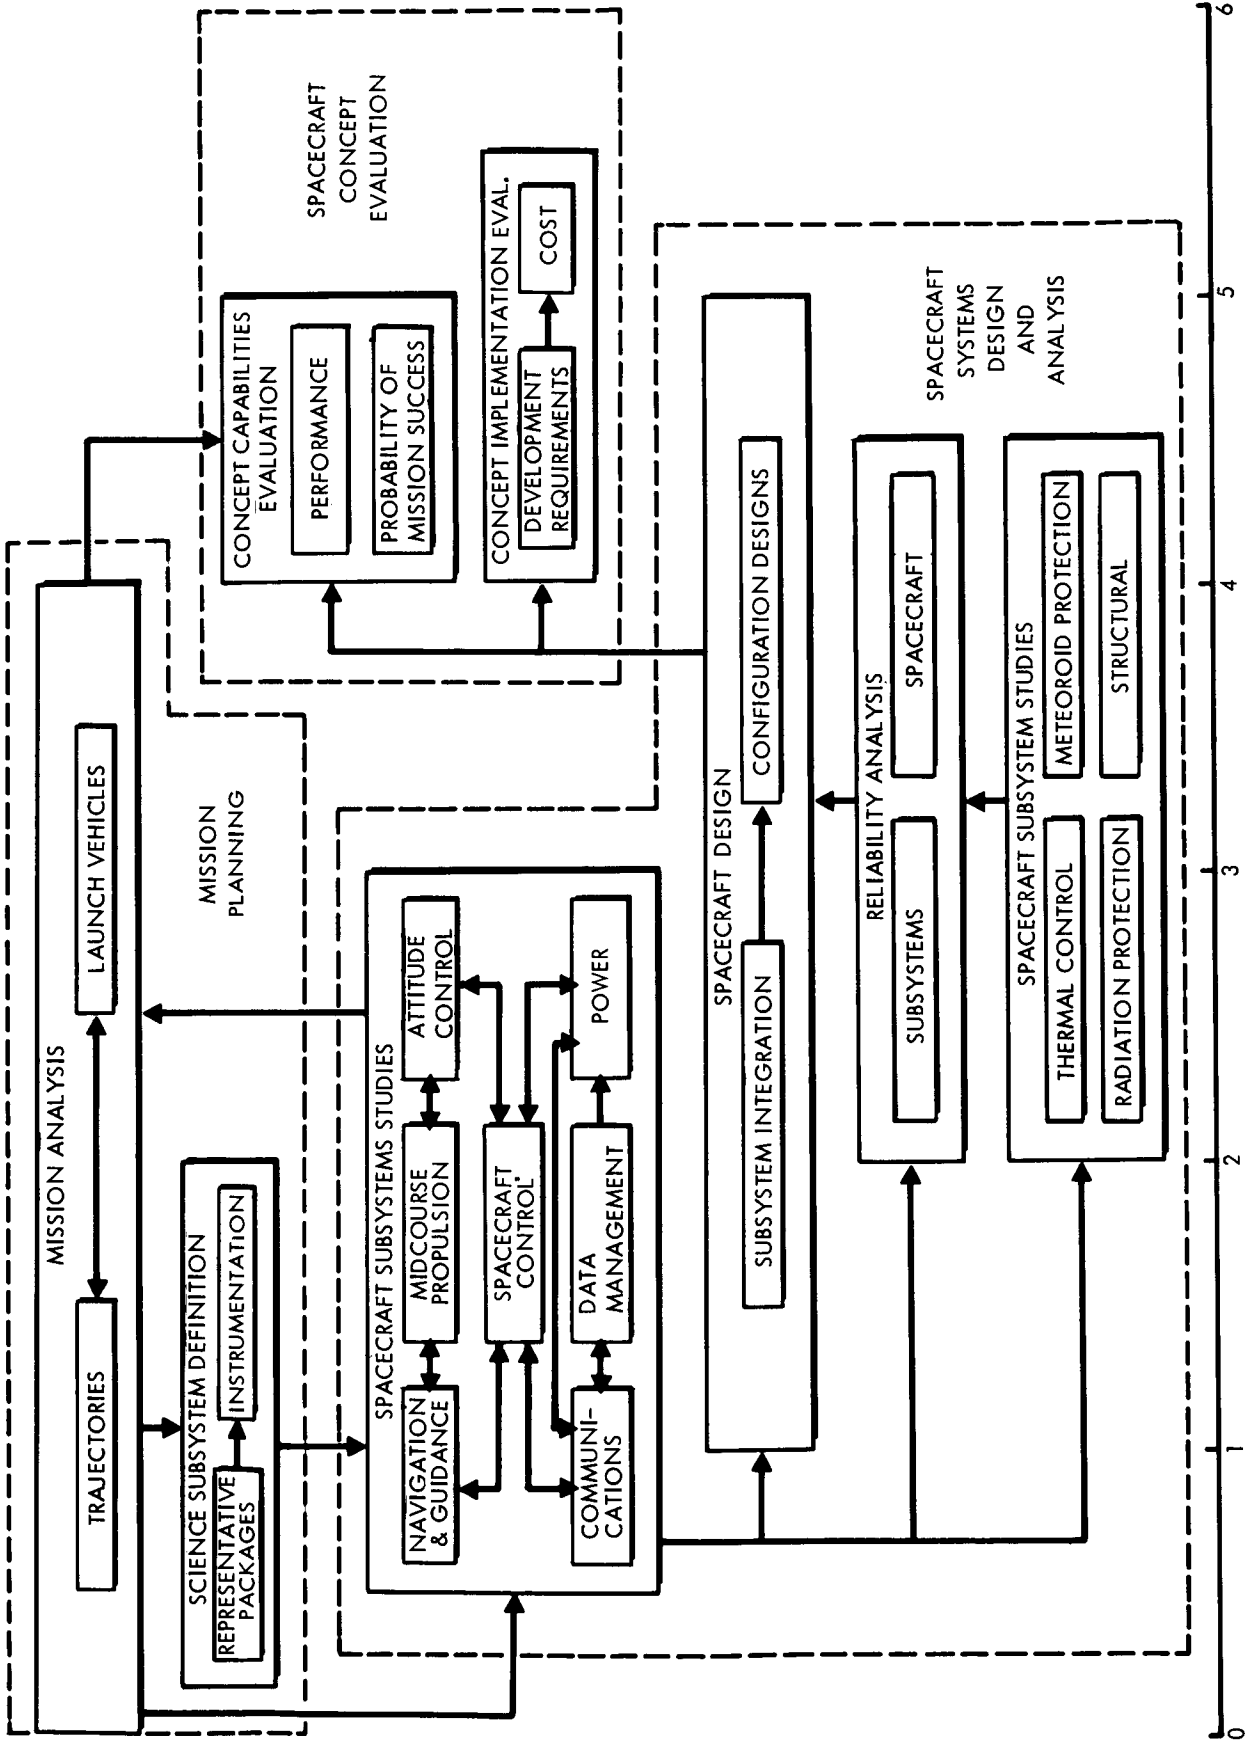 MISSION ANALYSIS
TRAJECTORIES
LAUNCH VEHICLES
SCIENCE SUBSYSTEM DEFINITION
REPRESENTATIVE
PACKAGES
INSTRUMENTATION
MISSION
PLANNING
CONCEPT CAPABILITIES
EVALUATION
PERFORMANCE
PROBABILITY OF
MISSION SUCCESS
SPACECRAFT
CONCEPT
EVALUATION
CONCEPT IMPLEMENTATION EVAL.
DEVELOPMENT
REQUIREMENTS
COST
SPACECRAFT SUBSYSTEMS STUDIES
NAVIGATION
& GUIDANCE
MIDCOURSE
PROPULSION
ATTITUDE
CONTROL
SPACECRAFT
CONTROL
COMMUNI-
CATIONS
DATA
MANAGEMENT
POWER
SPACECRAFT DESIGN
SUBSYSTEM INTEGRATION
CONFIGURATION DESIGNS
RELIABILITY ANALYSIS
SUBSYSTEMS
SPACECRAFT
SPACECRAFT SUBSYSTEM STUDIES
THERMAL CONTROL
METEOROID PROTECTION
RADIATION PROTECTION
STRUCTURAL
SPACECRAFT
SYSTEMS
DESIGN
AND
ANALYSIS
0 1 2 3 4 5 6